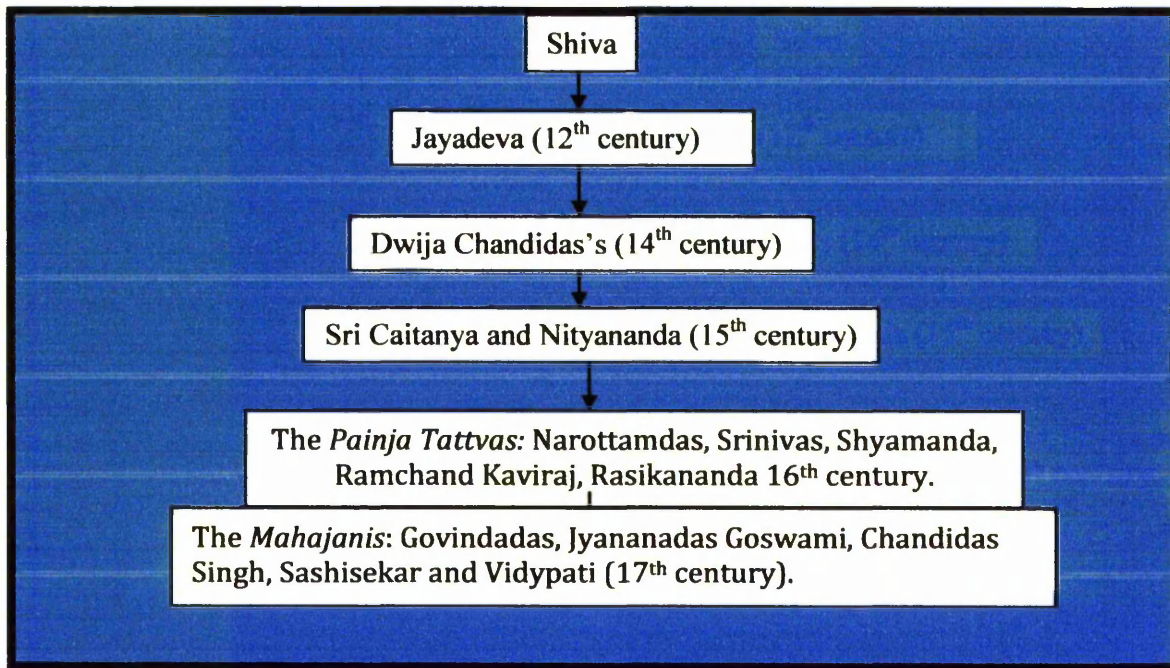 Shiva
Jayadeva (12th century)
Dwija Chandidas's (14th century)
Sri Caitanya and Nityananda (15th century)
The Painja Tattvas: Narottamdas, Srinivas, Shyamanda,
Ramchand Kaviraj, Rasikananda 16th century.
The Mahajanis: Govindadas, Jyananadas Goswami, Chandidas
Singh, Sashisekar and Vidypati (17th century).